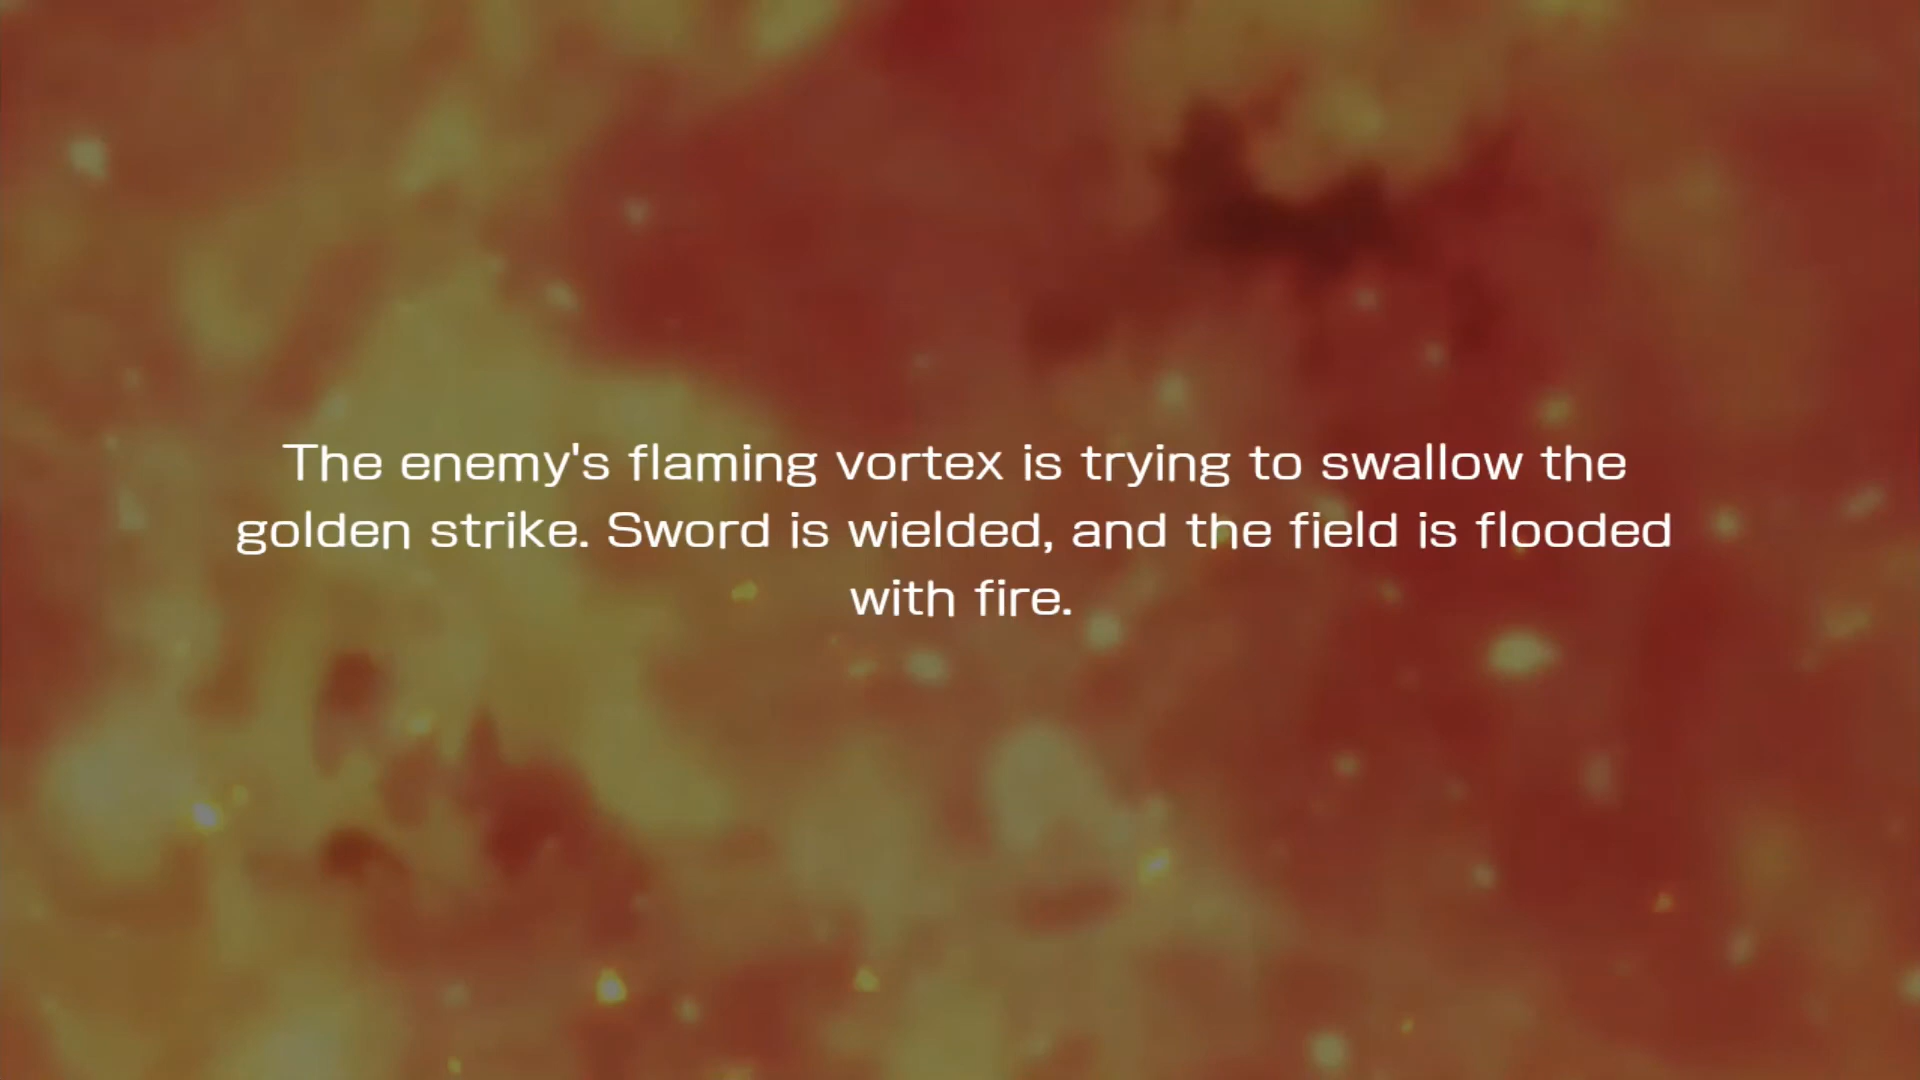 The enemy's flaming vortex is trying to swallow the
golden strike. Sword is wielded, and the field is flooded
with fire.